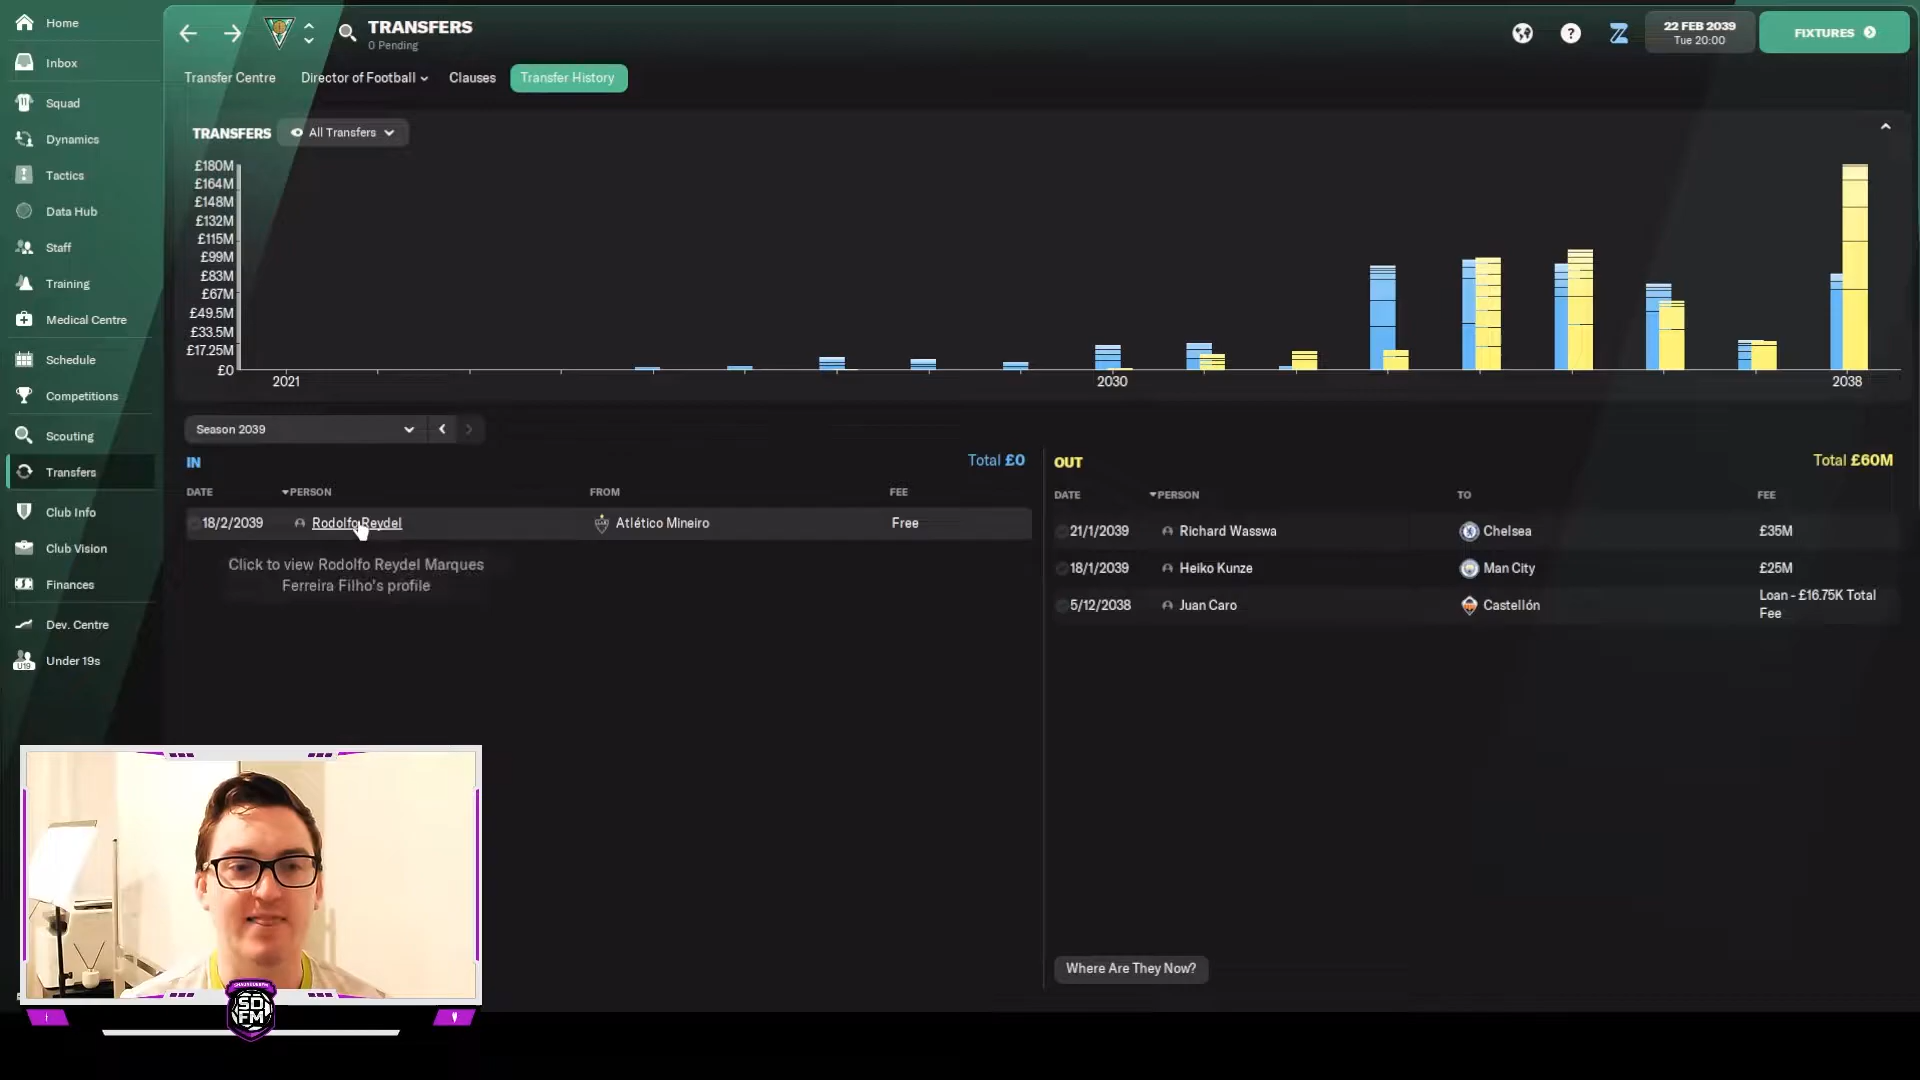 Home
Inbox
Squad
Dynamics
Tactics
Data Hub
Staff
Training
Medical Centre
Schedule
Competitions
Scouting
Transfers
Club Info
Club Vision
Finances
Dev. Centre
U19
Under 19s
TRANSFERS
0 Pending
22 FEB 2039
Tue 20:00
FIXTURES
Transfer Centre
Director of Football
Clauses
Transfer History
TRANSFERS
All Transfers
£180M
£164M
£148M
£132M
£115M
£99M
£83M
£67M
£49.5M
£33.5M
£17.25M
£0
2021
2030
2038
Season 2039
IN
Total £0
DATE PERSON FROM FEE
18/2/2039 Rodolfo Reydel Atlético Mineiro Free
Click to view Rodolfo Reydel Marques
Ferreira Filho's profile
OUT
Total £60M
DATE PERSON TO FEE
21/1/2039 Richard Wasswa Chelsea £35M
18/1/2039 Heiko Kunze Man City £25M
5/12/2038 Juan Caro Castellón Loan - £16.75K Total
Fee
Where Are They Now?
SD
FM